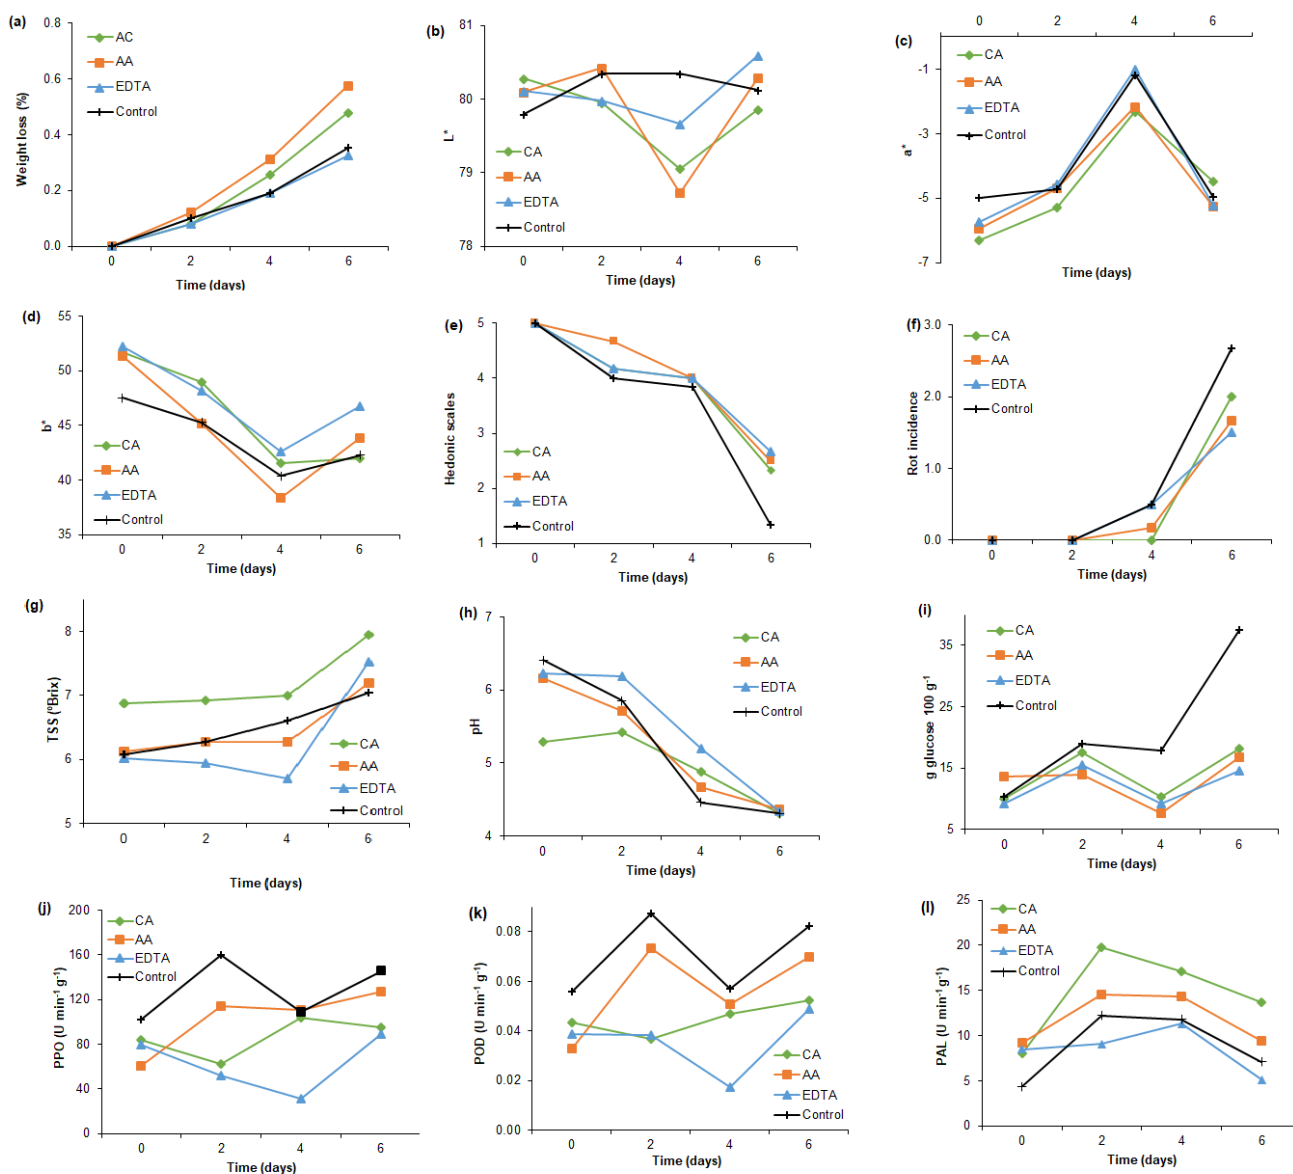 (a)
0.8
0.6
0.4
0.2
0.0
Weight loss (%)
AC
AA
EDTA
Control
0 2 4 6
Time (days)
(b)
81
80
79
78
L*
CA
AA
EDTA
Control
0 2 4 6
Time (days)
(c)
0 2 4 6
-1
-3
-5
-7
a*
CA
AA
EDTA
Control
Time (days)
(d)
55
50
45
40
35
b*
CA
AA
EDTA
Control
0 2 4 6
Time (days)
(e)
5
4
3
2
1
Hedonic scales
CA
AA
EDTA
Control
0 2 4 6
Time (days)
(f)
3.0
2.0
1.0
0.0
Rot incidence
CA
AA
EDTA
Control
0 2 4 6
Time (days)
(g)
8
7
6
5
TSS (ºBrix)
CA
AA
EDTA
Control
0 2 4 6
Time (days)
(h)
7
6
5
4
pH
CA
AA
EDTA
Control
0 2 4 6
Time (days)
(i)
35
25
15
5
g glucose 100 g⁻¹
CA
AA
EDTA
Control
0 2 4 6
Time (days)
(j)
200
160
120
80
40
0
PPO (U min⁻¹ g⁻¹)
CA
AA
EDTA
Control
0 2 4 6
Time (days)
(k)
0.08
0.06
0.04
0.02
0.00
POD (U min⁻¹ g⁻¹)
CA
AA
EDTA
Control
0 2 4 6
Time (days)
(l)
25
20
15
10
5
0
PAL (U min⁻¹ g⁻¹)
CA
AA
EDTA
Control
0 2 4 6
Time (days)